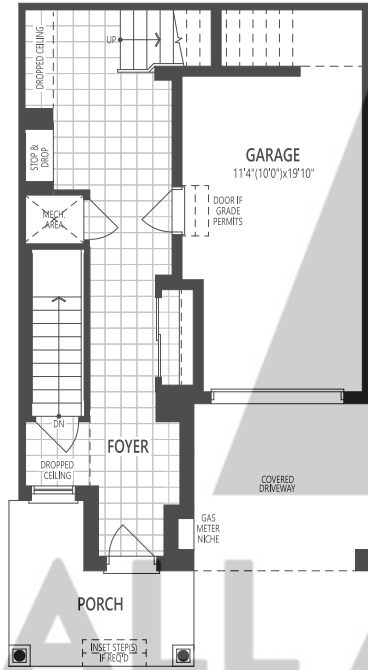 DROPPED CEILING
UP
GARAGE
11'4"(10'0")x19'10"
STOP &
DROP
MECH.
AREA
DOOR IF
GRADE
PERMITS
DN
FOYER
DROPPED
CEILING
COVERED
DRIVEWAY
GAS
METER
NICHE
PORCH
INSET STEP(S)
IF REQ'D
ALL A